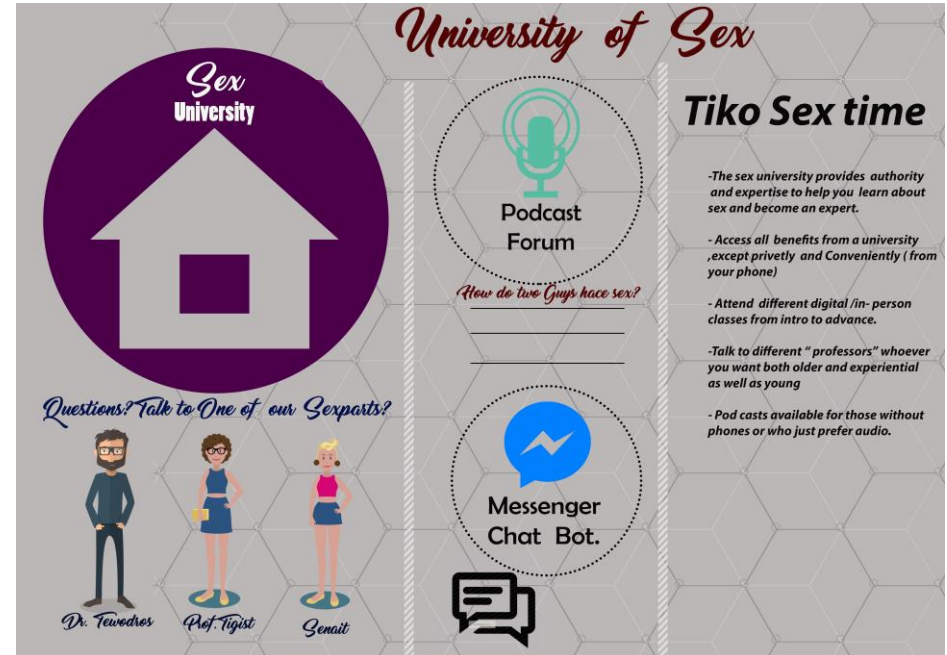 University of Sex
Sex
University
Questions? Talk to One of our Sexparts?
Dr. Tewodros
Prof. Tigist
Senait
Podcast
Forum
How do two Guys hace sex?
Messenger
Chat Bot.
Tiko Sex time
-The sex university provides authority
and expertise to help you learn about
sex and become an expert.
- Access all benefits from a university
,except privetly and Conveniently ( from
your phone)
- Attend different digital /in- person
classes from intro to advance.
-Talk to different " professors" whoever
you want both older and experiential
as well as young
- Pod casts available for those without
phones or who just prefer audio.